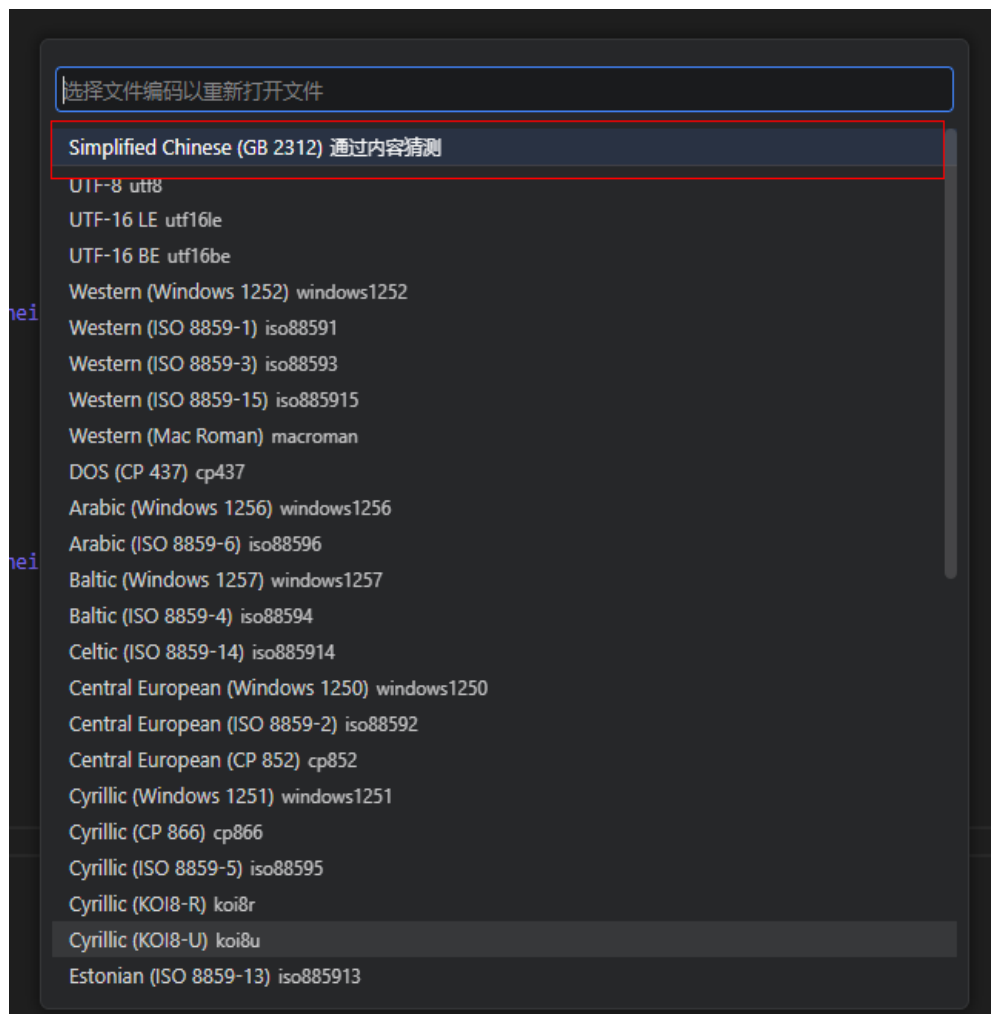 选择文件编码以重新打开文件
Simplified Chinese (GB 2312) 通过内容猜测
UTF-8 utf8
UTF-16 LE utf16le
UTF-16 BE utf16be
Western (Windows 1252) windows1252
Western (ISO 8859-1) iso88591
Western (ISO 8859-3) iso88593
Western (ISO 8859-15) iso885915
Western (Mac Roman) macroman
DOS (CP 437) cp437
Arabic (Windows 1256) windows1256
Arabic (ISO 8859-6) iso88596
Baltic (Windows 1257) windows1257
Baltic (ISO 8859-4) iso88594
Celtic (ISO 8859-14) iso885914
Central European (Windows 1250) windows1250
Central European (ISO 8859-2) iso88592
Central European (CP 852) cp852
Cyrillic (Windows 1251) windows1251
Cyrillic (CP 866) cp866
Cyrillic (ISO 8859-5) iso88595
Cyrillic (KOI8-R) koi8r
Cyrillic (KOI8-U) koi8u
Estonian (ISO 8859-13) iso885913